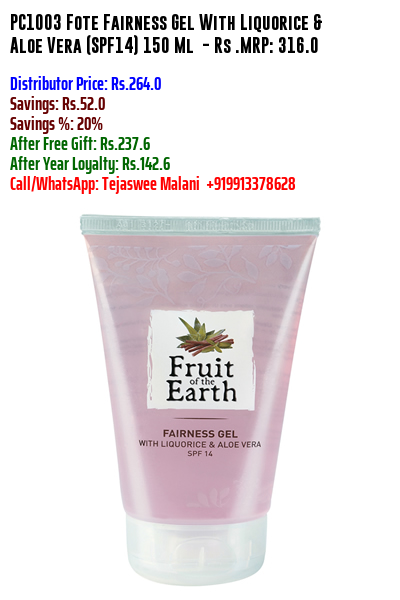 PC1003 Fote Fairness Gel With Liquorice &
Aloe Vera (SPF14) 150 Ml - Rs .MRP: 316.0
Distributor Price: Rs.264.0
Savings: Rs.52.0
Savings %: 20%
After Free Gift: Rs.237.6
After Year Loyalty: Rs.142.6
Call/WhatsApp: Tejaswee Malani +919913378628
Fruit
of the
Earth
FAIRNESS GEL
WITH LIQUORICE & ALOE VERA
SPF 14